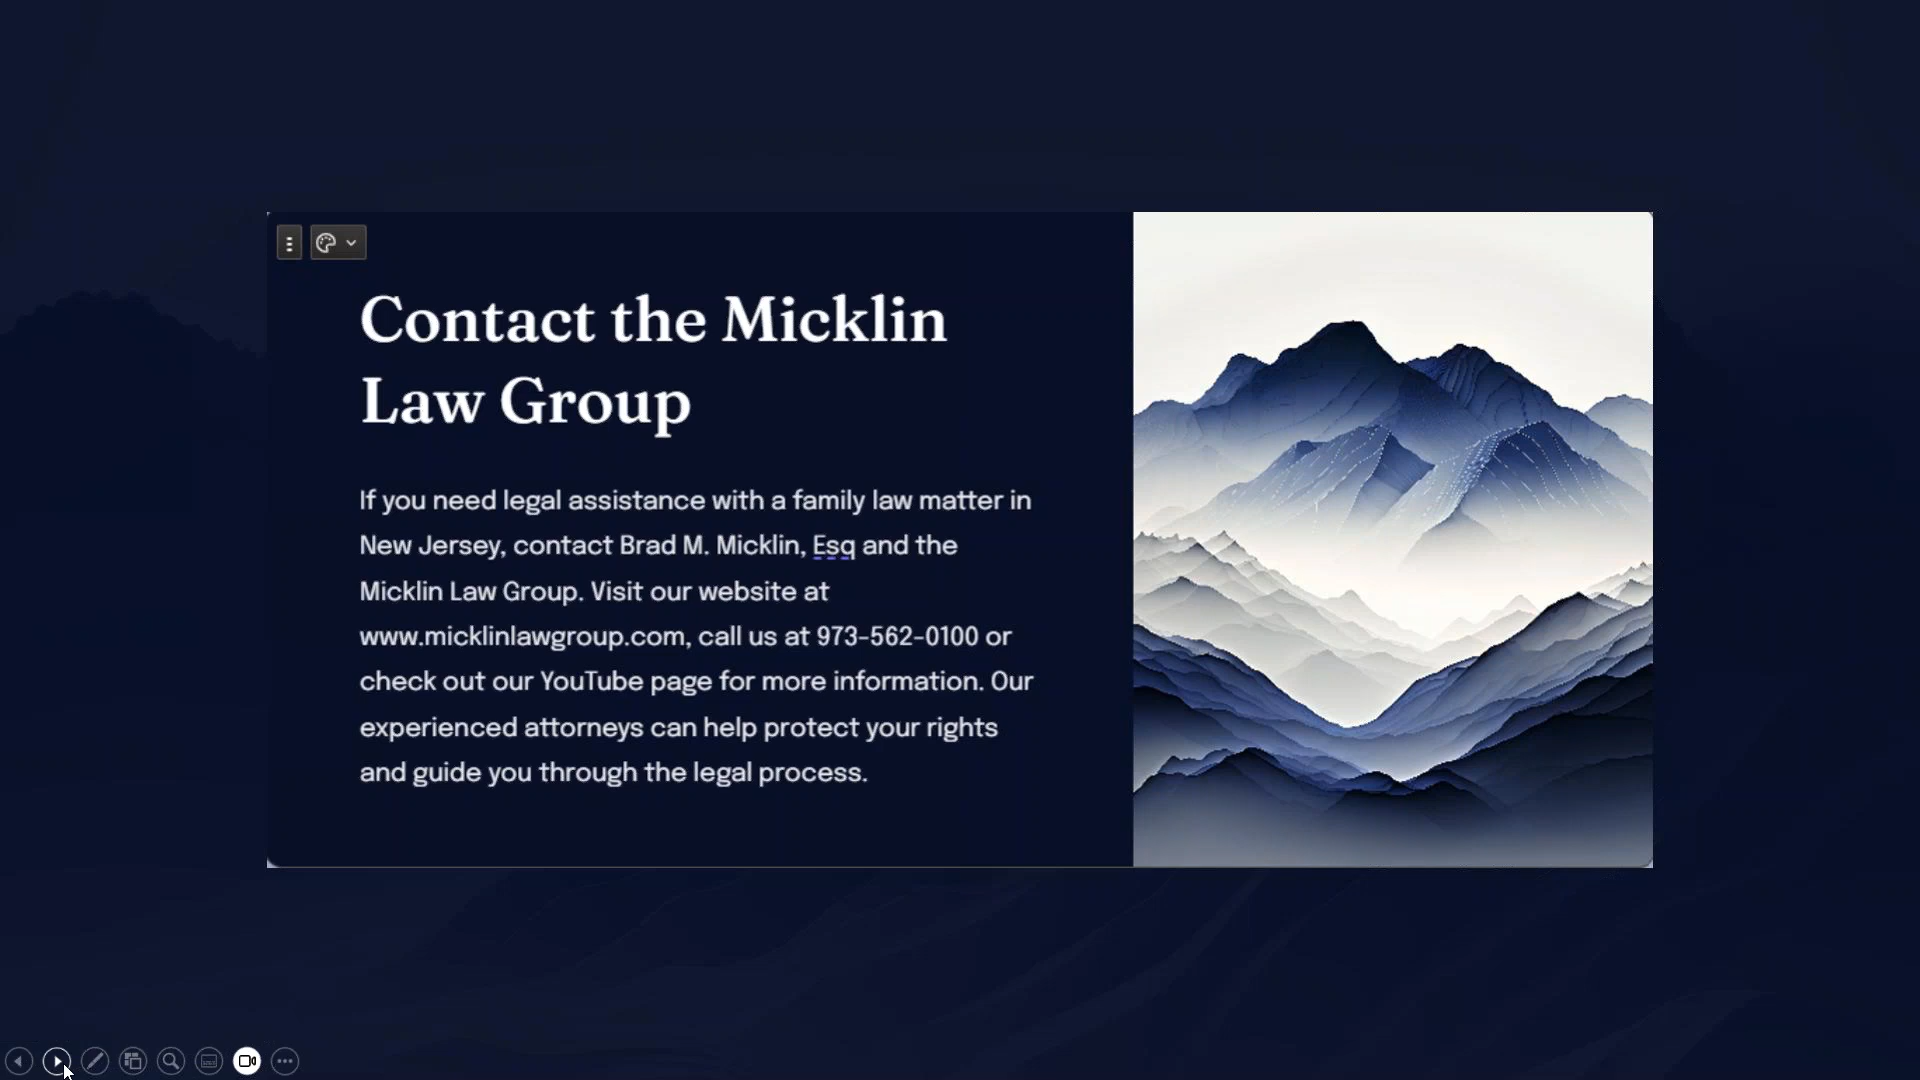 Contact the Micklin
Law Group
If you need legal assistance with a family law matter in
New Jersey, contact Brad M. Micklin, Esq and the
Micklin Law Group. Visit our website at
www.micklinlawgroup.com, call us at 973-562-0100 or
check out our YouTube page for more information. Our
experienced attorneys can help protect your rights
and guide you through the legal process.